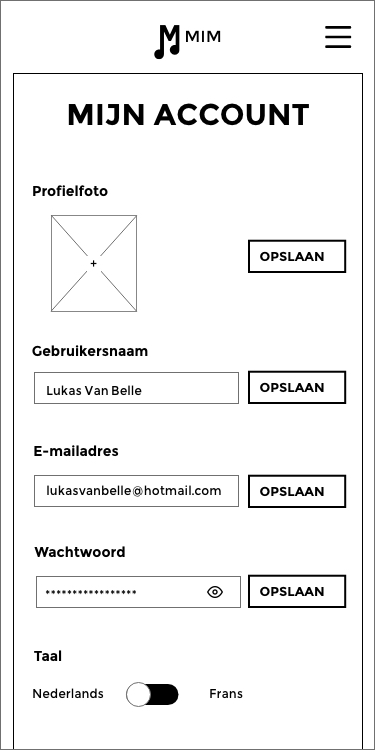 MIM
MIJN ACCOUNT
Profielfoto
+
OPSLAAN
Gebruikersnaam
Lukas Van Belle
OPSLAAN
E-mailadres
lukasvanbelle@hotmail.com
OPSLAAN
Wachtwoord
*****************
OPSLAAN
Taal
Nederlands Frans